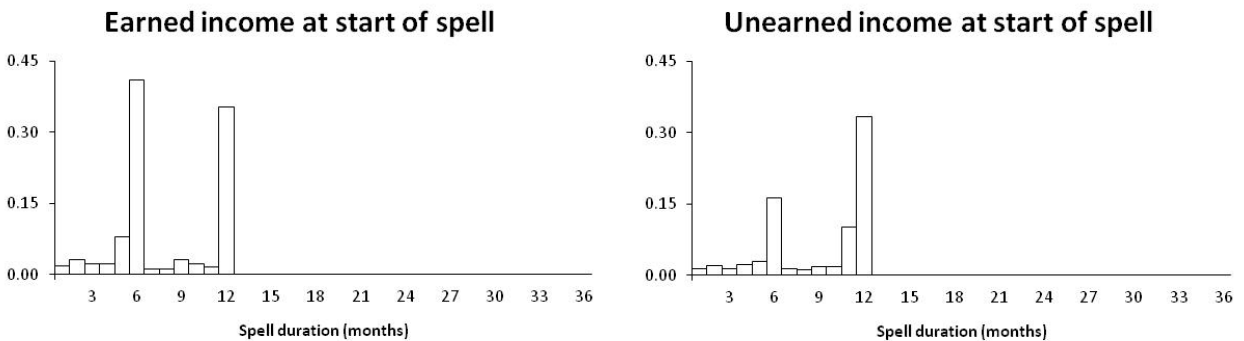 Earned income at start of spell
0.45
0.30
0.15
0.00
3 6 9 12 15 18 21 24 27 30 33 36
Spell duration (months)
Unearned income at start of spell
0.45
0.30
0.15
0.00
3 6 9 12 15 18 21 24 27 30 33 36
Spell duration (months)